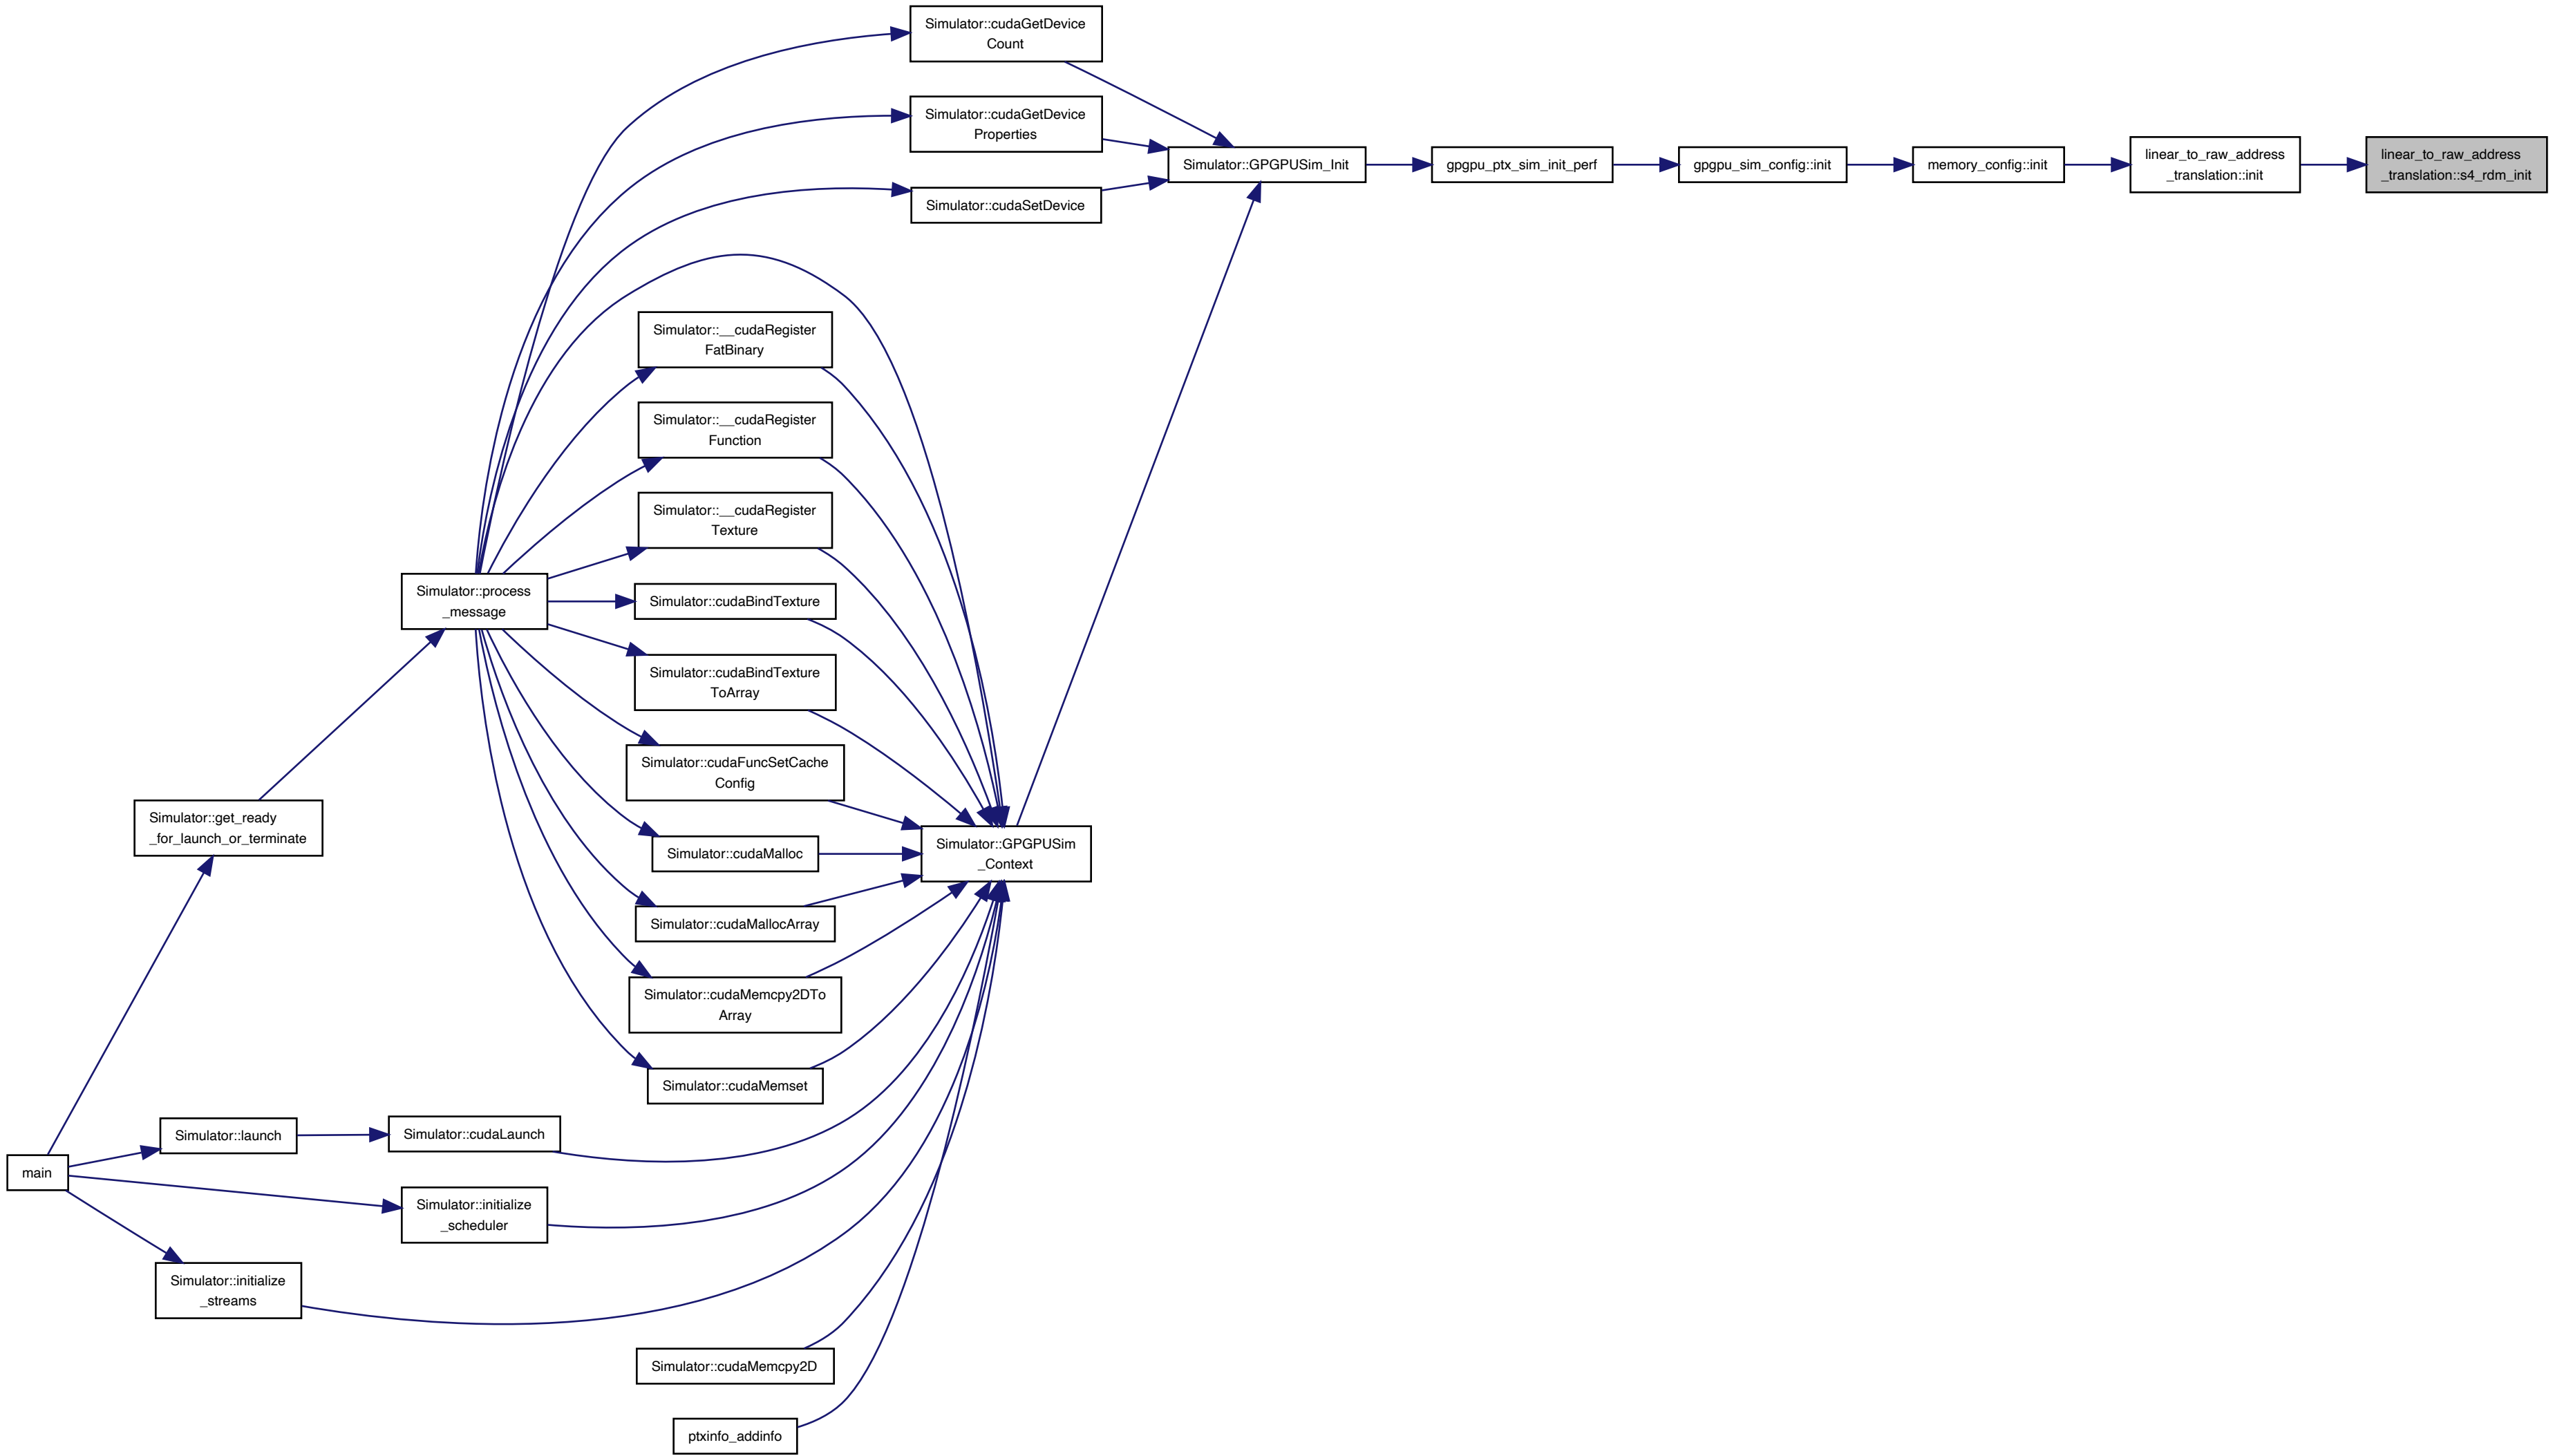 Simulator::cudaGetDevice
Count
Simulator::cudaGetDevice
Properties
Simulator::cudaSetDevice
Simulator::GPGPUSim_Init
gpgpu_ptx_sim_init_perf
gpgpu_sim_config::init
memory_config::init
linear_to_raw_address
_translation::init
linear_to_raw_address
_translation::s4_rdm_init
Simulator::__cudaRegister
FatBinary
Simulator::__cudaRegister
Function
Simulator::__cudaRegister
Texture
Simulator::process
_message
Simulator::cudaBindTexture
Simulator::cudaBindTexture
ToArray
Simulator::cudaFuncSetCache
Config
Simulator::get_ready
_for_launch_or_terminate
Simulator::cudaMalloc
Simulator::GPGPUSim
_Context
Simulator::cudaMallocArray
Simulator::cudaMemcpy2DTo
Array
Simulator::cudaMemset
Simulator::launch
Simulator::cudaLaunch
main
Simulator::initialize
_scheduler
Simulator::initialize
_streams
Simulator::cudaMemcpy2D
ptxinfo_addinfo